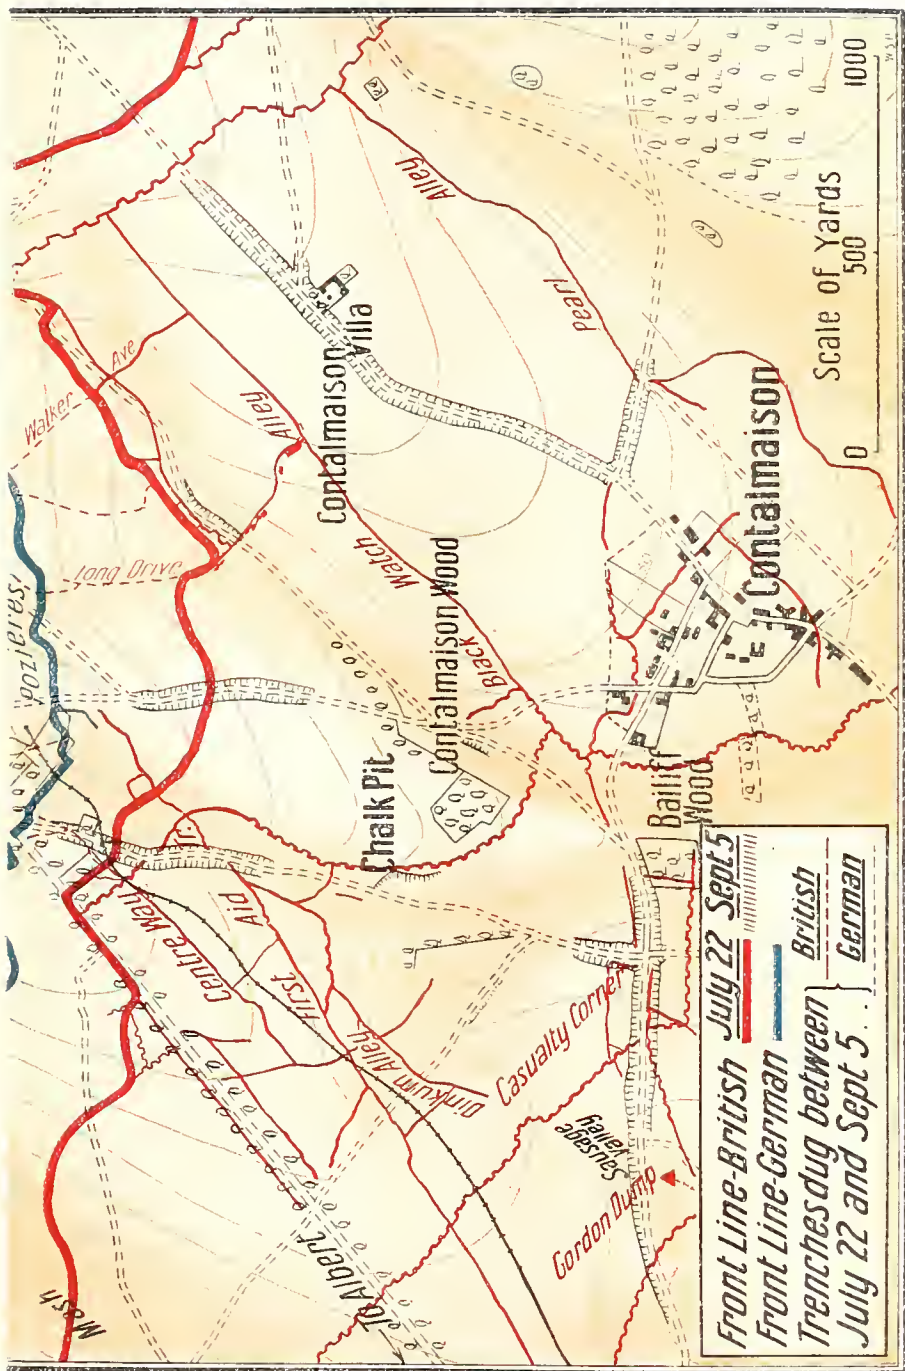 Mash
To Albert
Centre Way
First Aid
Dinkum Alley
Casualty Corner
Sausage
Valley
Gordon Dump
Pozieres
Long Drive
Walker Ave
Chalk Pit
Contalmaison Wood
Black Watch Alley
Contalmaison
Villa
Pearl Alley
Bailiff
Wood
Contalmaison
Scale of Yards
0 500 1000
Front Line-British July 22 Sept 5
Front Line-German
Trenches dug between British
July 22 and Sept 5 . . German